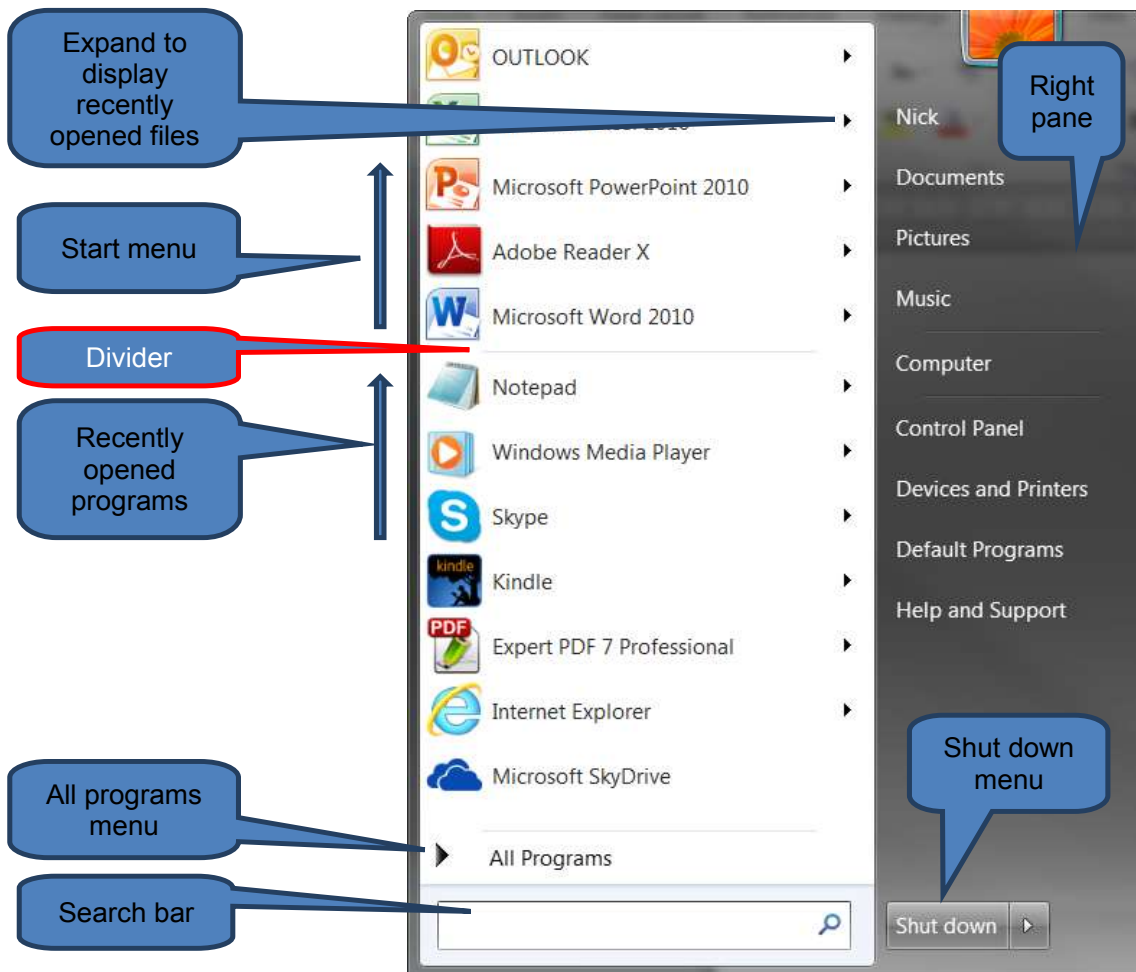 Expand to
display
recently
opened files
Start menu
Divider
Recently
opened
programs
All programs
menu
Search bar
OUTLOOK
2010
Microsoft PowerPoint 2010
Adobe Reader X
Microsoft Word 2010
Notepad
Windows Media Player
Skype
kindle
Kindle
PDF
Expert PDF 7 Professional
Internet Explorer
Microsoft SkyDrive
All Programs
Right
pane
Nick
Documents
Pictures
Music
Computer
Control Panel
Devices and Printers
Default Programs
Help and Support
Shut down
menu
Shut down